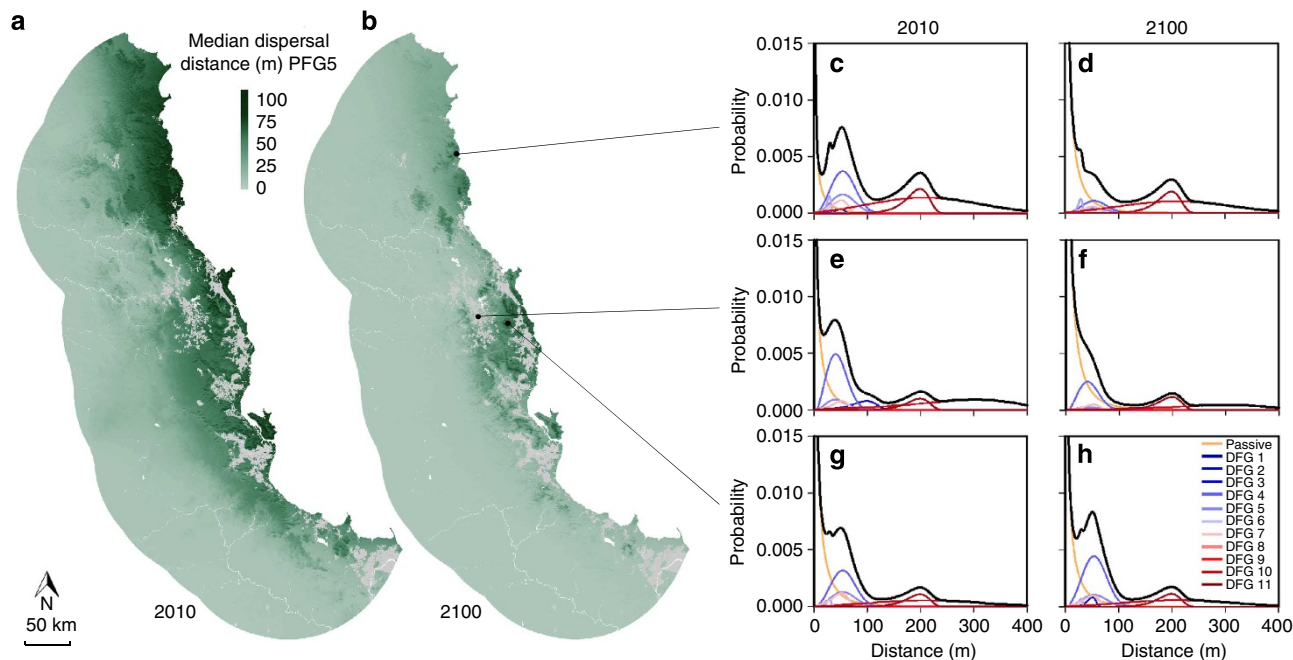 a
b
Median dispersal
distance (m) PFG5
100
75
50
25
0
N
50 km
2010
2100
2010
2100
Probability
0.015
0.010
0.005
0.000
c
d
Probability
0.015
0.010
0.005
0.000
e
f
Probability
0.015
0.010
0.005
0.000
g
h
Passive
DFG 1
DFG 2
DFG 3
DFG 4
DFG 5
DFG 6
DFG 7
DFG 8
DFG 9
DFG 10
DFG 11
0 100 200 300 400
0 100 200 300 400
Distance (m)
Distance (m)